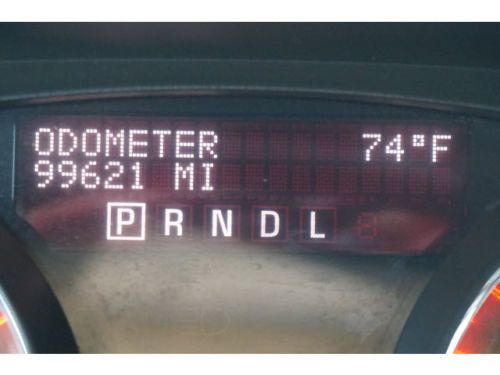 ODOMETER 74°F
99621 MI
P R N D L